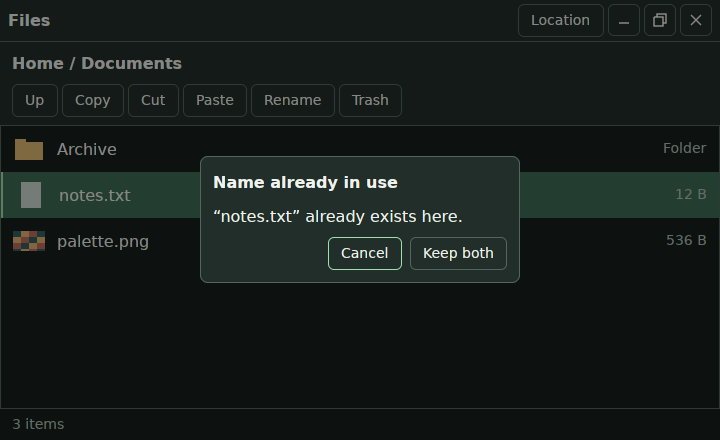 Files
Location
Home / Documents
Up
Copy
Cut
Paste
Rename
Trash
Archive
Folder
notes.txt
12 B
palette.png
536 B
Name already in use
“notes.txt” already exists here.
Cancel
Keep both
3 items